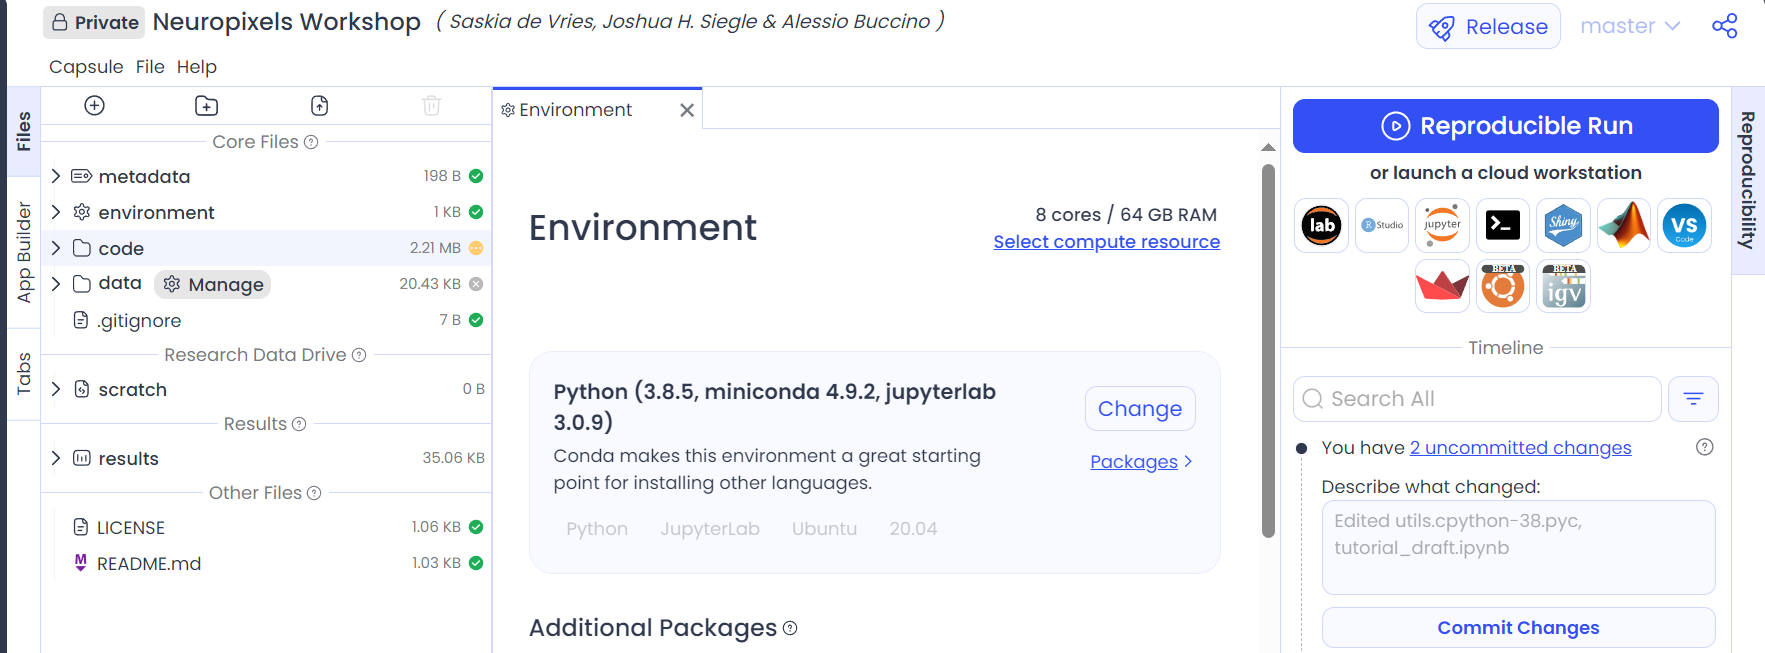 Private Neuropixels Workshop ( Saskia de Vries, Joshua H. Siegle & Alessio Buccino )
Release
master
Capsule File Help
Files
App Builder
Tabs
Core Files
metadata 198 B
environment 1 KB
code 2.21 MB
data Manage 20.43 KB
.gitignore 7 B
Research Data Drive
scratch 0 B
Results
results 35.06 KB
Other Files
LICENSE 1.06 KB
README.md 1.03 KB
Environment
Environment
8 cores / 64 GB RAM
Select compute resource
Python (3.8.5, miniconda 4.9.2, jupyterlab
3.0.9)
Change
Conda makes this environment a great starting
point for installing other languages.
Packages
Python JupyterLab Ubuntu 20.04
Additional Packages
Reproducible Run
or launch a cloud workstation
lab
R Studio
jupyter
Shiny
VS
Code
BETA
BETA
igv
Timeline
Search All
You have 2 uncommitted changes
Describe what changed:
Edited utils.cpython-38.pyc,
tutorial_draft.ipynb
Commit Changes
Reproducibility